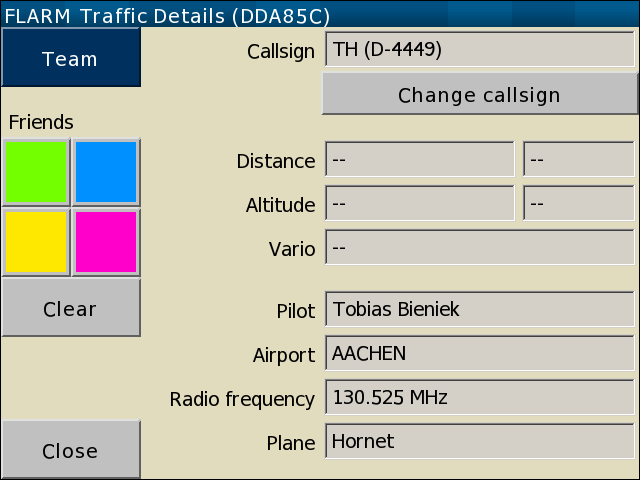 FLARM Traffic Details (DDA85C)
Team
Callsign TH (D-4449)
Change callsign
Friends
Distance -- --
Altitude -- --
Vario --
Clear
Pilot Tobias Bieniek
Airport AACHEN
Radio frequency 130.525 MHz
Plane Hornet
Close